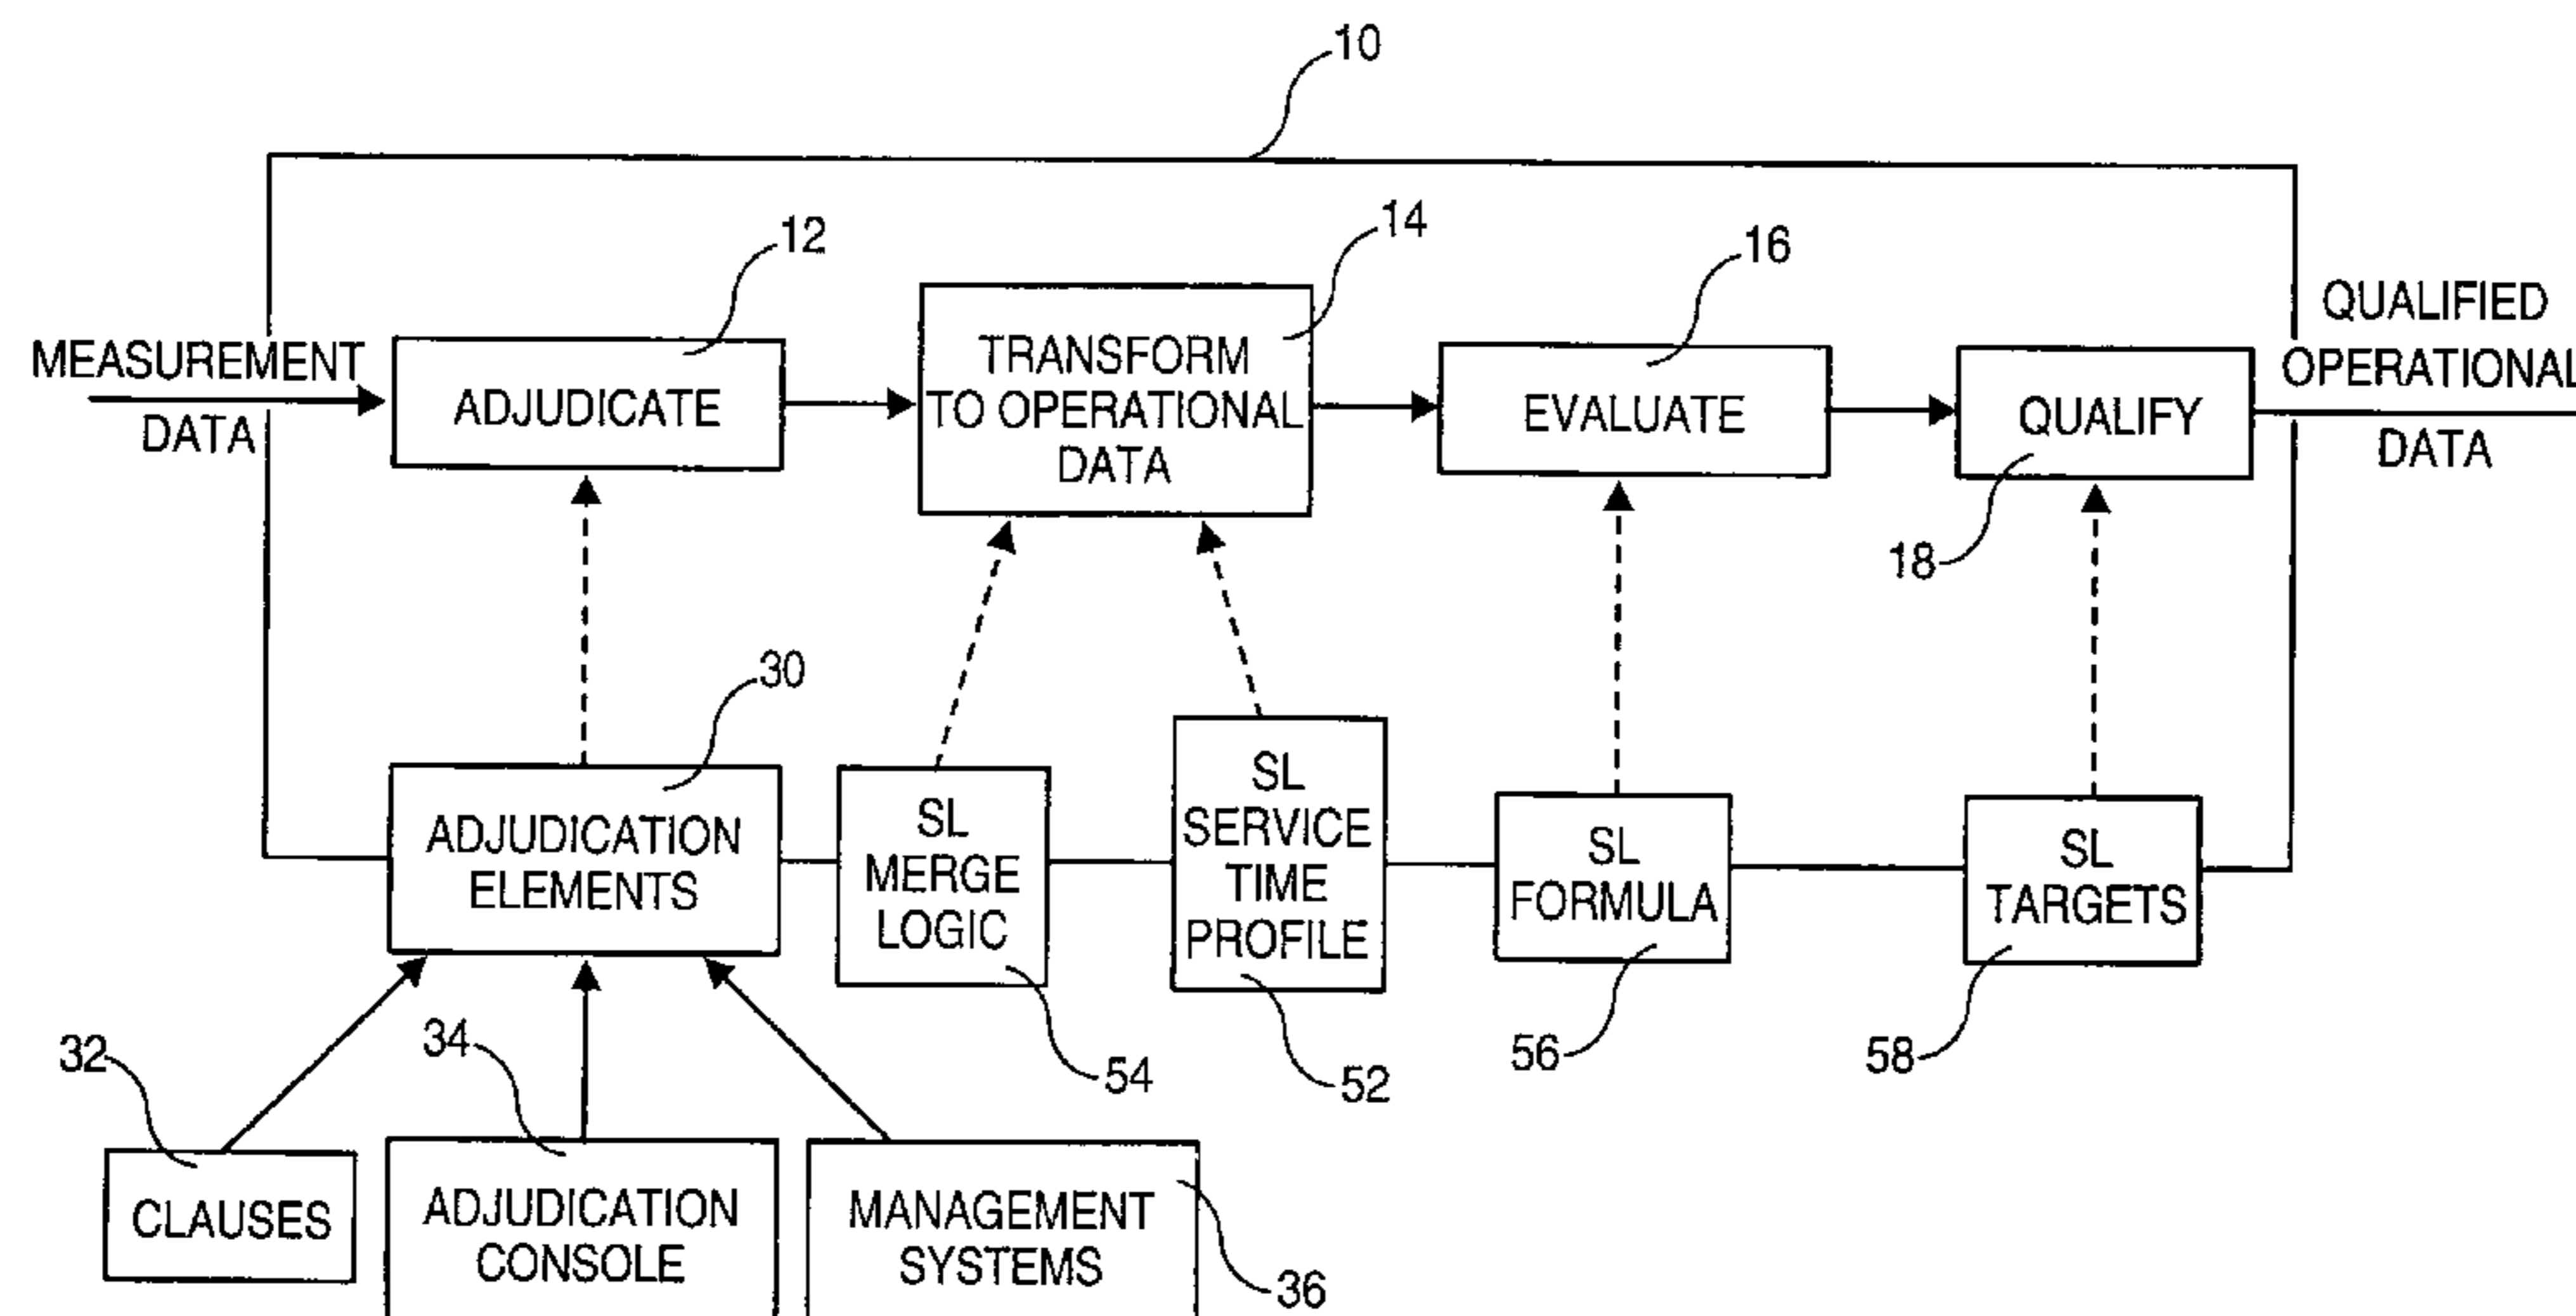 10
12
14
16
MEASUREMENT
DATA
ADJUDICATE
TRANSFORM
TO OPERATIONAL
DATA
EVALUATE
QUALIFY
18
QUALIFIED
OPERATIONAL
DATA
30
ADJUDICATION
ELEMENTS
SL
MERGE
LOGIC
SL
SERVICE
TIME
PROFILE
SL
FORMULA
SL
TARGETS
32
34
54
52
56
58
CLAUSES
ADJUDICATION
CONSOLE
MANAGEMENT
SYSTEMS
36